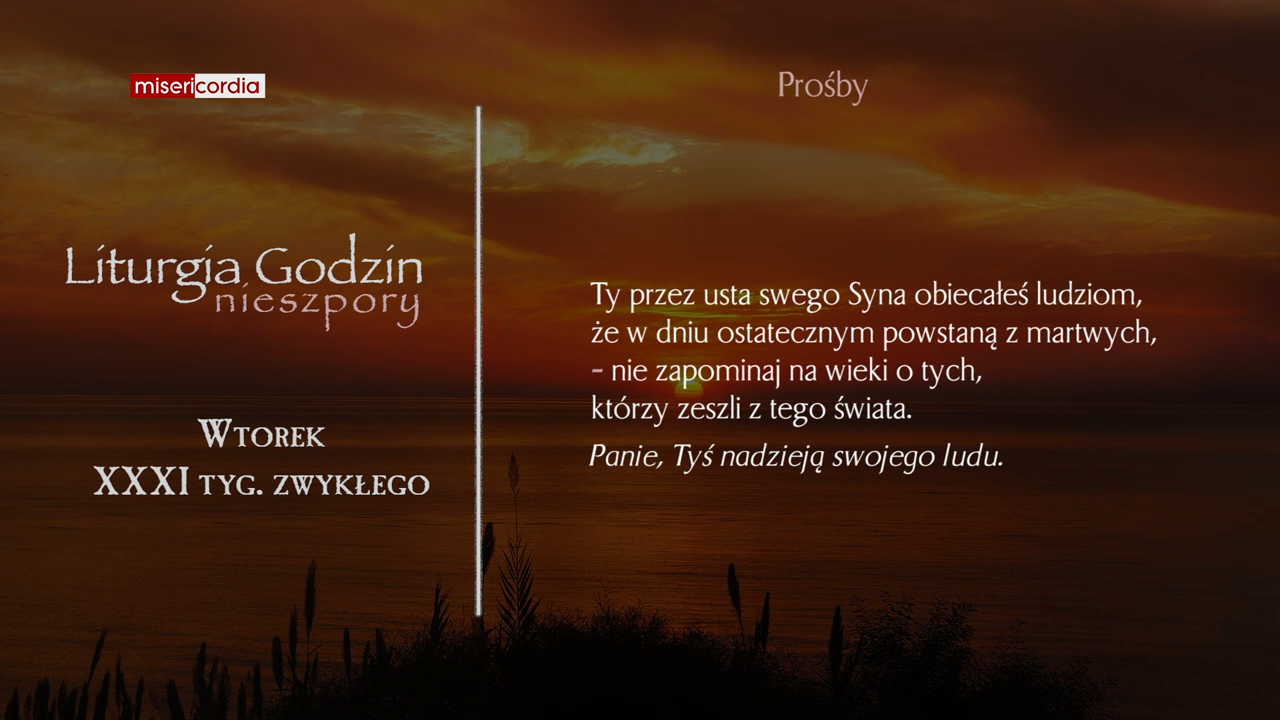 misericordia
Liturgia Godzin
nieszpory
Wtorek
XXXI tyg. zwykłego
Prośby
Ty przez usta swego Syna obiecałeś ludziom,
że w dniu ostatecznym powstaną z martwych,
- nie zapominaj na wieki o tych,
którzy zeszli z tego świata.
Panie, Tyś nadzieją swojego ludu.